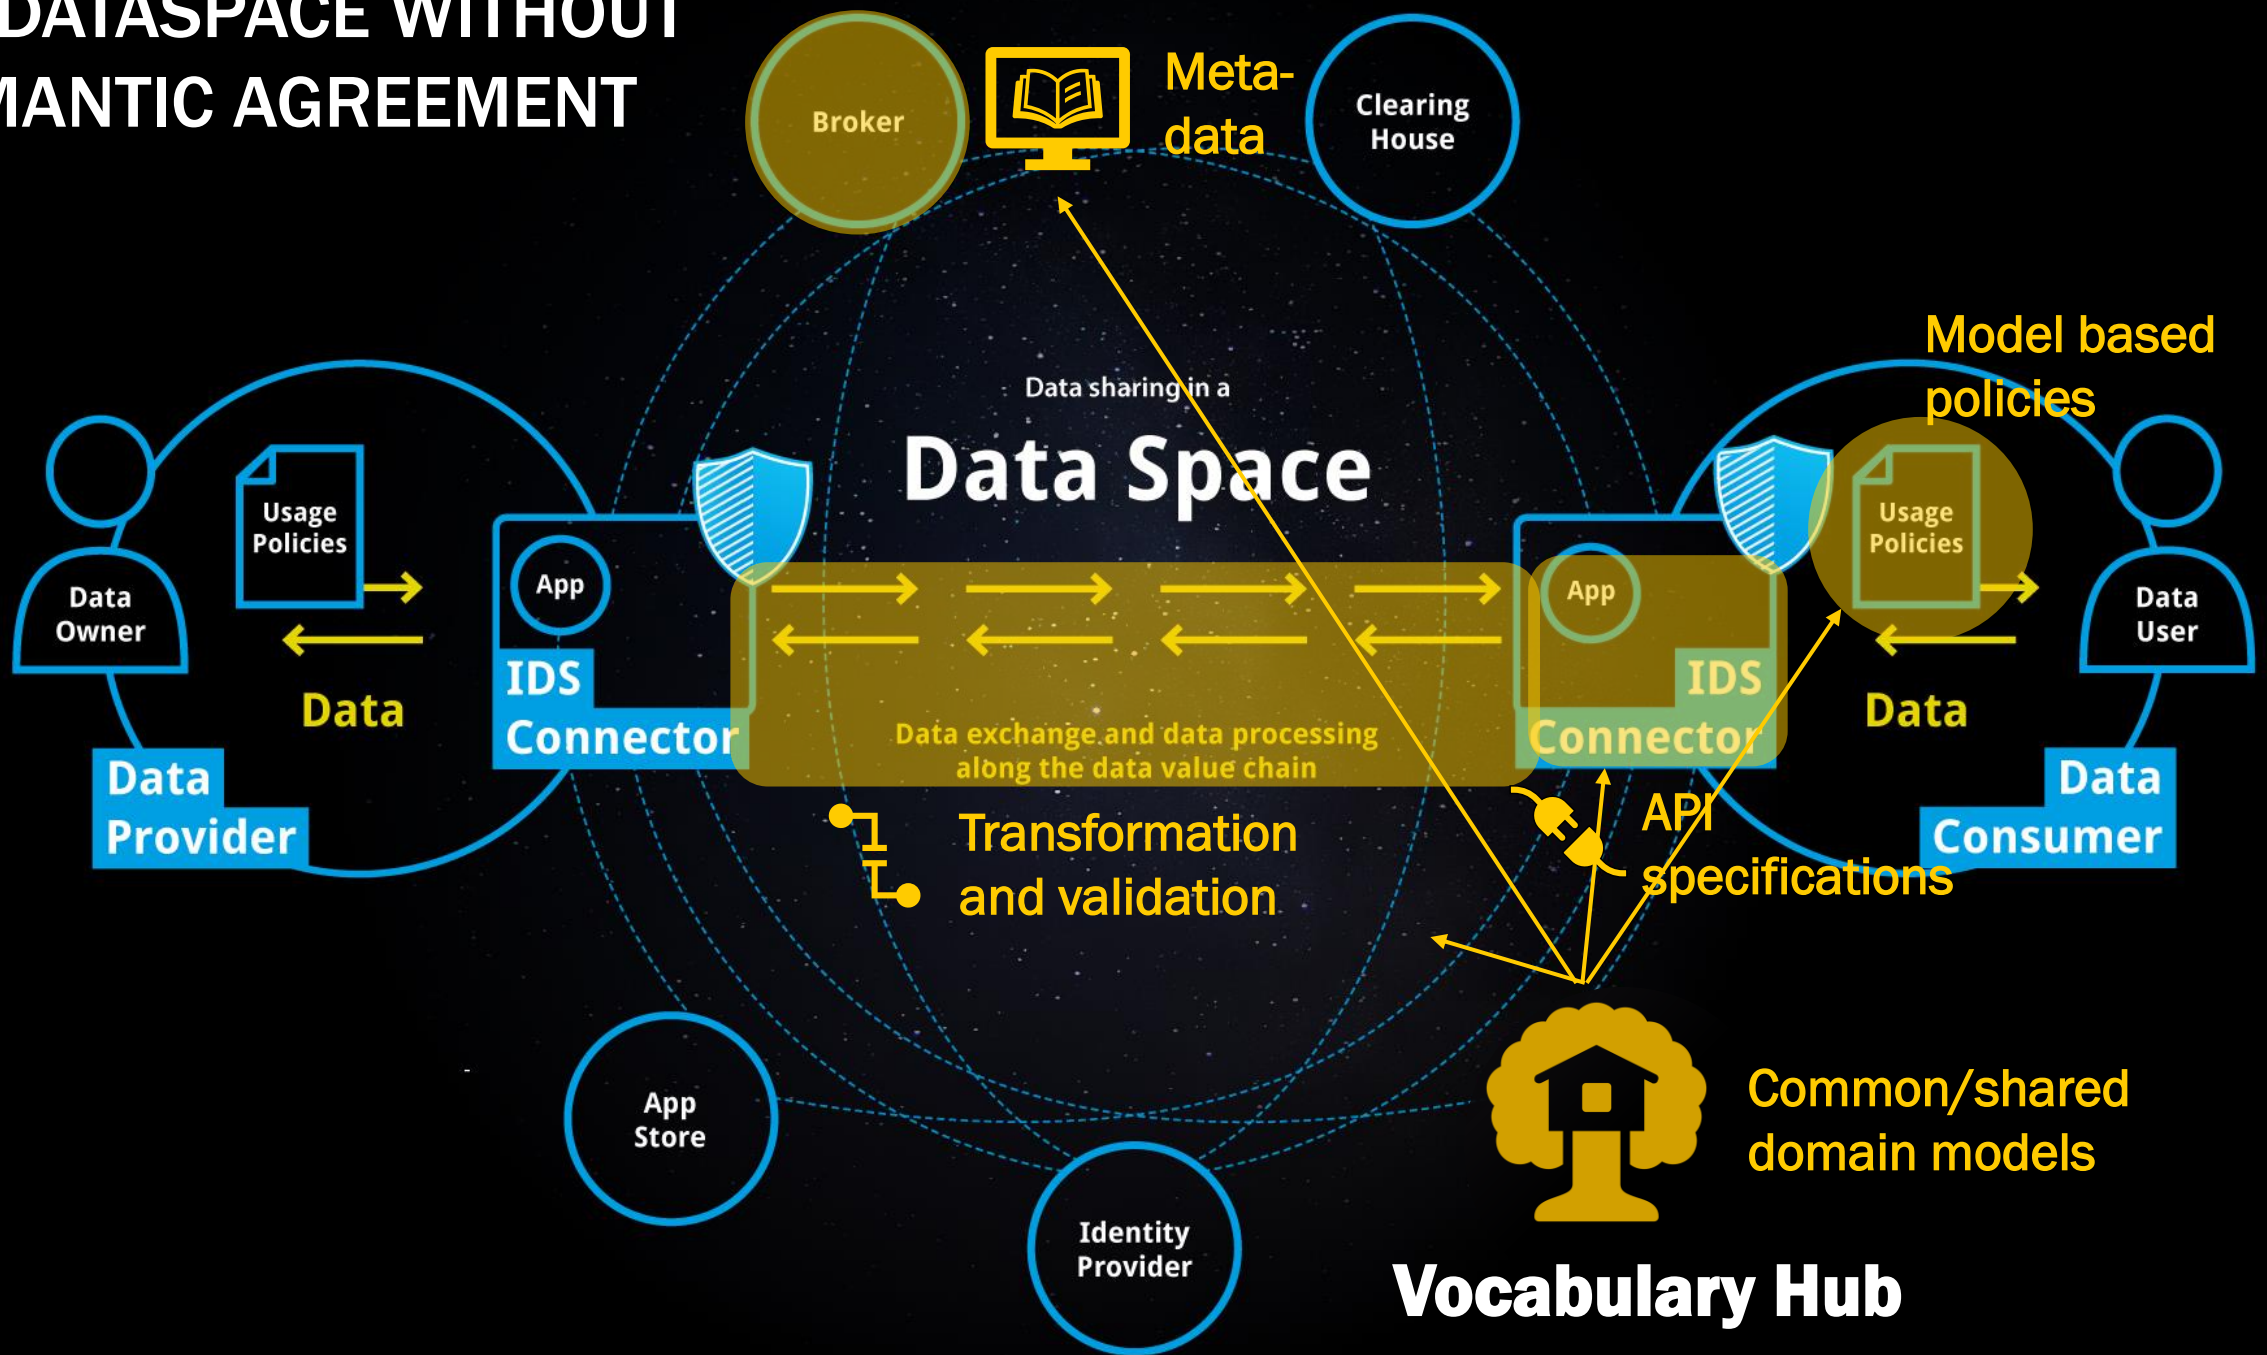 DATASPACE WITHOUT
MANTIC AGREEMENT
Broker
Meta-
data
Clearing
House
Model based
policies
Data sharing in a
Data Space
Usage
Policies
Data
Owner
App
IDS
Connector
Data
Data
Provider
Data exchange and data processing
along the data value chain
App
IDS
Connector
Usage
Policies
Data
User
Data
Data
Consumer
Transformation
and validation
API
specifications
App
Store
Identity
Provider
Common/shared
domain models
Vocabulary Hub